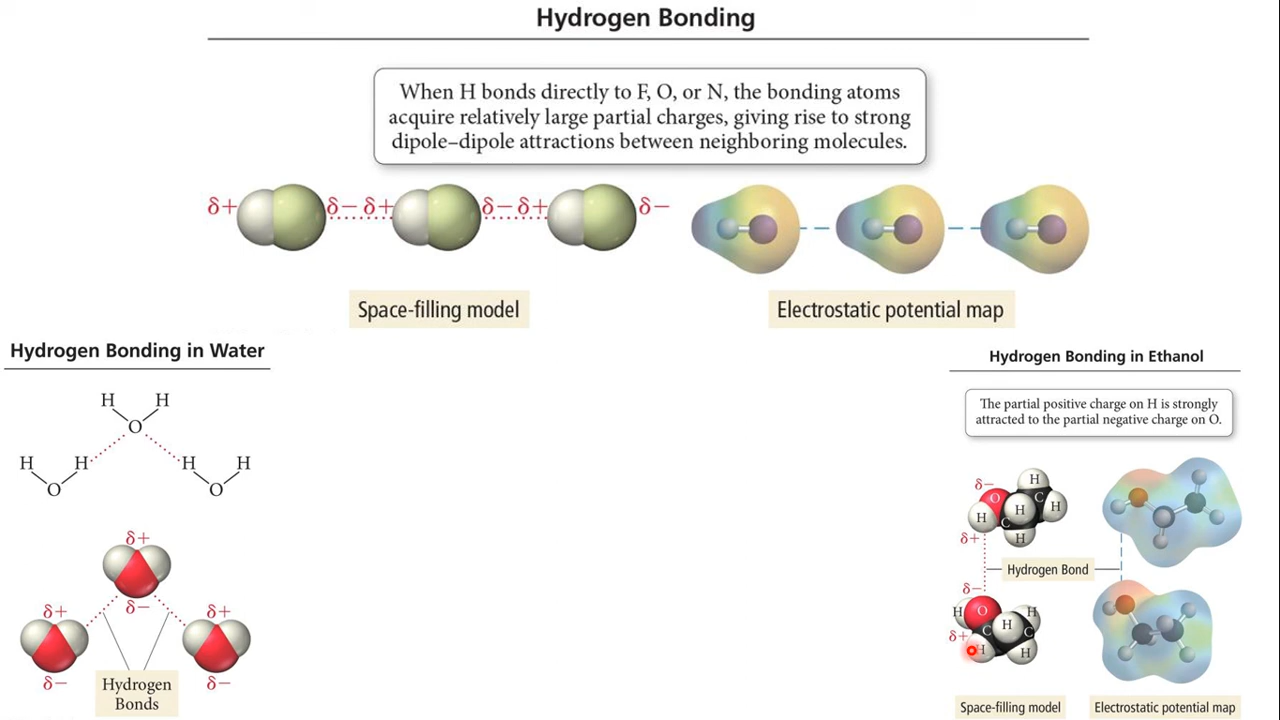 Hydrogen Bonding
When H bonds directly to F, O, or N, the bonding atoms
acquire relatively large partial charges, giving rise to strong
dipole–dipole attractions between neighboring molecules.
δ+ δ– δ+ δ– δ+ δ–
Space-filling model
Electrostatic potential map
Hydrogen Bonding in Water
H H
O
H H H H
O O
δ+
δ–
δ+ δ+
δ– δ–
Hydrogen
Bonds
Hydrogen Bonding in Ethanol
The partial positive charge on H is strongly
attracted to the partial negative charge on O.
δ– H
O C
H H H
C
H
δ+
Hydrogen Bond
δ–
H O H
H
C C
δ+
H H
Space-filling model
Electrostatic potential map